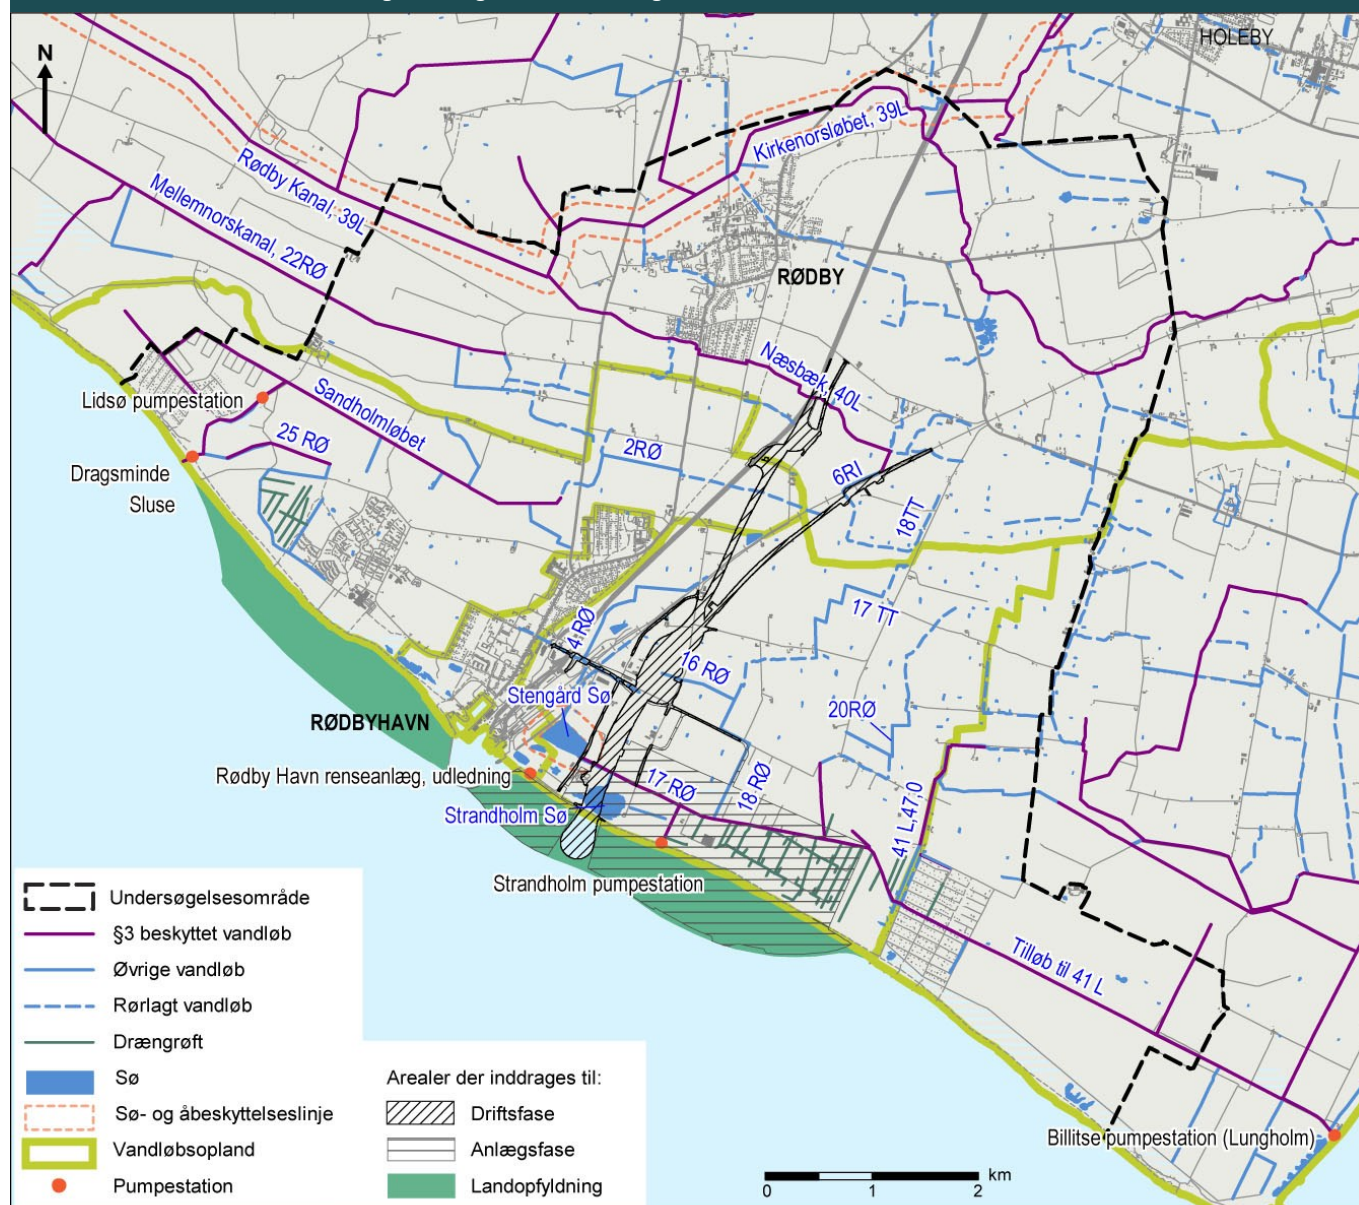 HOLEBY
N
Kirkenorsløbet, 39L
Rødby Kanal, 39L
Mellemnorskanal, 22RØ
RØDBY
Næsbæk, 40L
Lidsø pumpestation
Sandholmløbet
25 RØ
2RØ
6RI
18TT
Dragsminde
Sluse
4 RØ
17 TT
16 RØ
Stengård Sø
20RØ
RØDBYHAVN
Rødby Havn renseanlæg, udledning
17 RØ
18 RØ
Strandholm Sø
41 L,47;0
Strandholm pumpestation
Tilløb til 41 L
Billitse pumpestation (Lungholm)
Undersøgelsesområde
§3 beskyttet vandløb
Øvrige vandløb
Rørlagt vandløb
Drængrøft
Sø
Sø- og åbeskyttelseslinje
Vandløbsopland
Pumpestation
Arealer der inddrages til:
Driftsfase
Anlægsfase
Landopfyldning
km
0 1 2